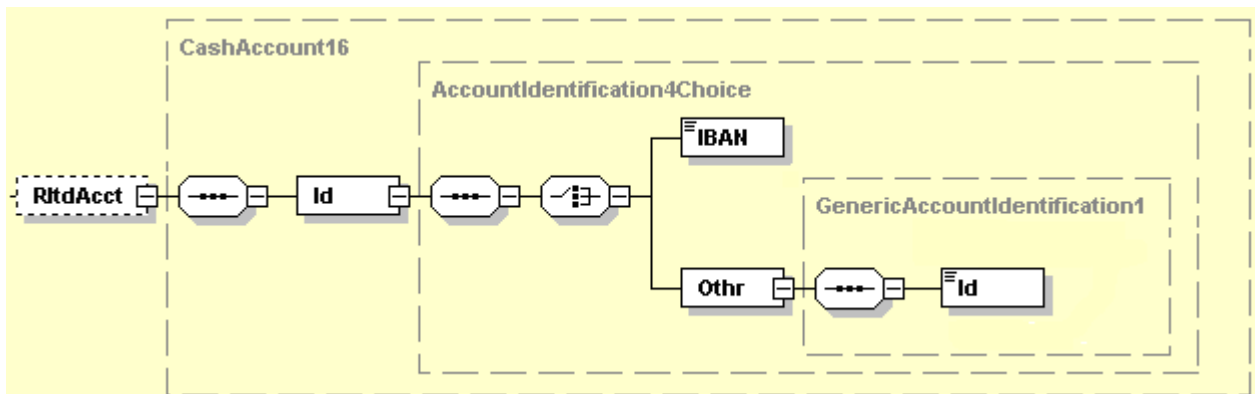 CashAccount16
AccountIdentification4Choice
IBAN
RltdAcct
Id
GenericAccountIdentification1
Othr
Id